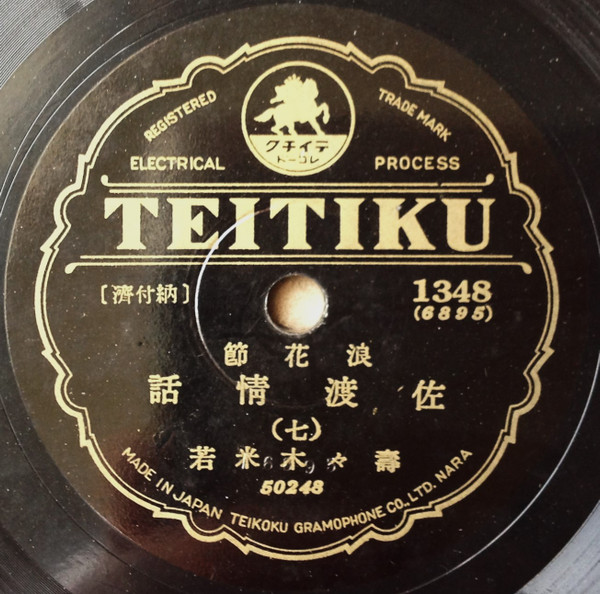 REGISTERED TRADE MARK
テイチク
レコード
ELECTRICAL PROCESS
TEITIKU
[納付濟]
1348
(6895)
浪花節
佐渡情話
(七)
壽々木米若
50248
MADE IN JAPAN TEIKOKU GRAMOPHONE CO., LTD. NARA